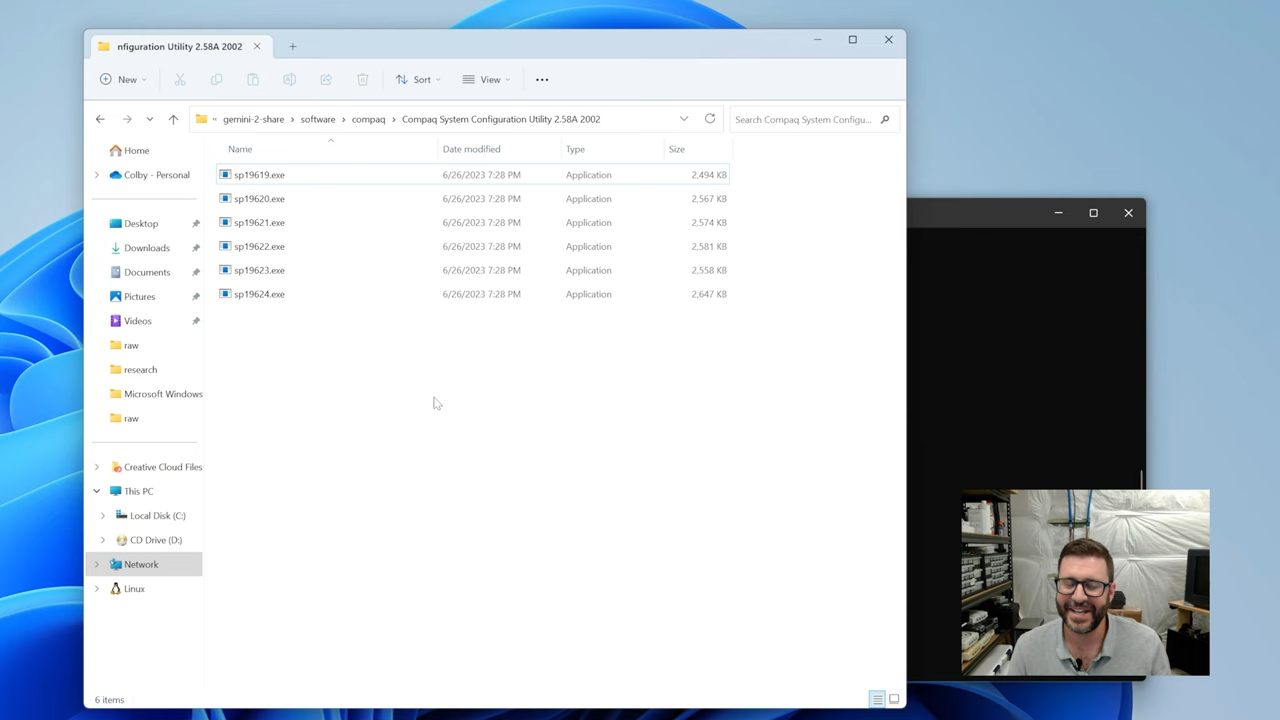 nfiguration Utility 2.58A 2002
New
Sort
View
« gemini-2-share › software › compaq › Compaq System Configuration Utility 2.58A 2002
Search Compaq System Configu...
Name Date modified Type Size
sp19619.exe 6/26/2023 7:28 PM Application 2,494 KB
sp19620.exe 6/26/2023 7:28 PM Application 2,567 KB
sp19621.exe 6/26/2023 7:28 PM Application 2,574 KB
sp19622.exe 6/26/2023 7:28 PM Application 2,581 KB
sp19623.exe 6/26/2023 7:28 PM Application 2,558 KB
sp19624.exe 6/26/2023 7:28 PM Application 2,647 KB
Home
Colby - Personal
Desktop
Downloads
Documents
Pictures
Videos
raw
research
Microsoft Windows
raw
Creative Cloud Files
This PC
Local Disk (C:)
CD Drive (D:)
Network
Linux
6 items